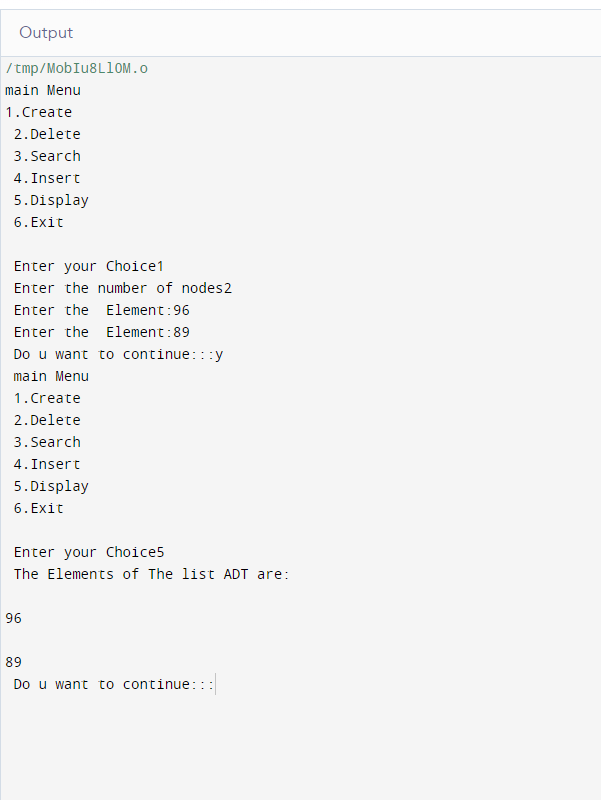 Output
/tmp/MobIu8LlOM.o
main Menu
1.Create
2.Delete
3.Search
4.Insert
5.Display
6.Exit
Enter your Choice1
Enter the number of nodes2
Enter the  Element:96
Enter the  Element:89
Do u want to continue:::y
main Menu
1.Create
2.Delete
3.Search
4.Insert
5.Display
6.Exit
Enter your Choice5
The Elements of The list ADT are:
96
89
Do u want to continue:::